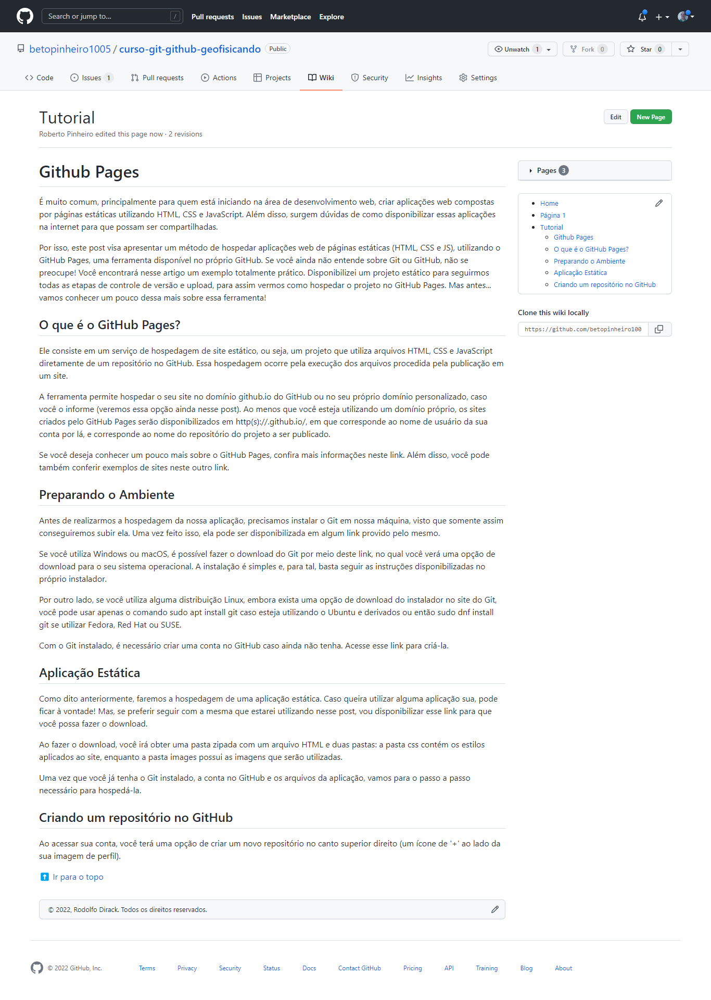 Search or jump to... /
Pull requests Issues Marketplace Explore
betopinheiro1005 / curso-git-github-geofisicando Public
Unwatch 1 Fork 0 Star 0
Code Issues 1 Pull requests Actions Projects Wiki Security Insights Settings
Tutorial
Edit New Page
Roberto Pinheiro edited this page now · 2 revisions
Github Pages
É muito comum, principalmente para quem está iniciando na área de desenvolvimento web, criar aplicações web compostas
por páginas estáticas utilizando HTML, CSS e JavaScript. Além disso, surgem dúvidas de como disponibilizar essas aplicações
na internet para que possam ser compartilhadas.
Por isso, este post visa apresentar um método de hospedar aplicações web de páginas estáticas (HTML, CSS e JS), utilizando o
GitHub Pages, uma ferramenta disponível no próprio GitHub. Se você ainda não entende sobre Git ou GitHub, não se
preocupe! Você encontrará nesse artigo um exemplo totalmente prático. Disponibilizei um projeto estático para seguirmos
todas as etapas de controle de versão e upload, para assim vermos como hospedar o projeto no GitHub Pages. Mas antes...
vamos conhecer um pouco dessa mais sobre essa ferramenta!
O que é o GitHub Pages?
Ele consiste em um serviço de hospedagem de site estático, ou seja, um projeto que utiliza arquivos HTML, CSS e JavaScript
diretamente de um repositório no GitHub. Essa hospedagem ocorre pela execução dos arquivos procedida pela publicação em
um site.
A ferramenta permite hospedar o seu site no domínio github.io do GitHub ou no seu próprio domínio personalizado, caso
você o informe (veremos essa opção ainda nesse post). Ao menos que você esteja utilizando um domínio próprio, os sites
criados pelo GitHub Pages serão disponibilizados em http(s)://.github.io/, em que corresponde ao nome de usuário da sua
conta por lá, e corresponde ao nome do repositório do projeto a ser publicado.
Se você deseja conhecer um pouco mais sobre o GitHub Pages, confira mais informações neste link. Além disso, você pode
também conferir exemplos de sites neste outro link.
Preparando o Ambiente
Antes de realizarmos a hospedagem da nossa aplicação, precisamos instalar o Git em nossa máquina, visto que somente assim
conseguiremos subir ela. Uma vez feito isso, ela pode ser disponibilizada em algum link provido pelo mesmo.
Se você utiliza Windows ou macOS, é possível fazer o download do Git por meio deste link, no qual você verá uma opção de
download para o seu sistema operacional. A instalação é simples e, para tal, basta seguir as instruções disponibilizadas no
próprio instalador.
Por outro lado, se você utiliza alguma distribuição Linux, embora exista uma opção de download do instalador no site do Git,
você pode usar apenas o comando sudo apt install git caso esteja utilizando o Ubuntu e derivados ou então sudo dnf install
git se utilizar Fedora, Red Hat ou SUSE.
Com o Git instalado, é necessário criar uma conta no GitHub caso ainda não tenha. Acesse esse link para criá-la.
Aplicação Estática
Como dito anteriormente, faremos a hospedagem de uma aplicação estática. Caso queira utilizar alguma aplicação sua, pode
ficar à vontade! Mas, se preferir seguir com a mesma que estarei utilizando nesse post, vou disponibilizar esse link para que
você possa fazer o download.
Ao fazer o download, você irá obter uma pasta zipada com um arquivo HTML e duas pastas: a pasta css contém os estilos
aplicados ao site, enquanto a pasta images possui as imagens que serão utilizadas.
Uma vez que você já tenha o Git instalado, a conta no GitHub e os arquivos da aplicação, vamos para o passo a passo
necessário para hospedá-la.
Criando um repositório no GitHub
Ao acessar sua conta, você terá uma opção de criar um novo repositório no canto superior direito (um ícone de '+' ao lado da
sua imagem de perfil).
Ir para o topo
© 2022, Rodolfo Dirack. Todos os direitos reservados.
Pages 3
Home
Página 1
Tutorial
Github Pages
O que é o GitHub Pages?
Preparando o Ambiente
Aplicação Estática
Criando um repositório no GitHub
Clone this wiki locally
https://github.com/betopinheiro100
© 2022 GitHub, Inc. Terms Privacy Security Status Docs Contact GitHub Pricing API Training Blog About